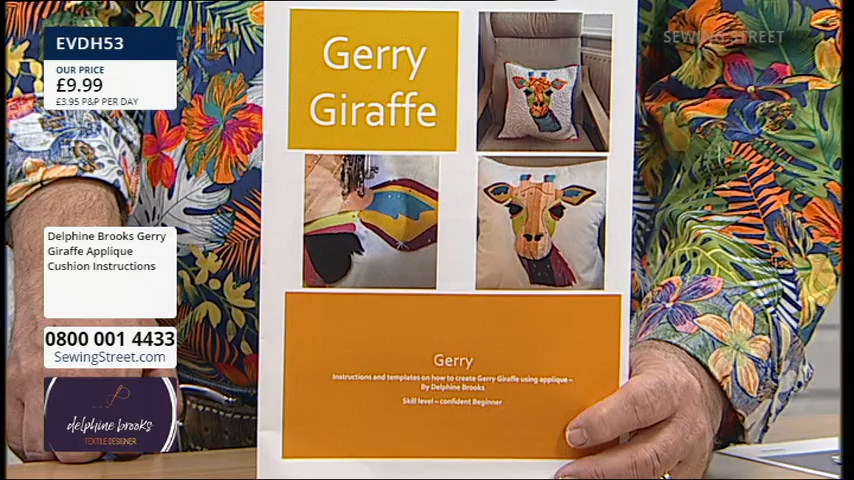 EVDH53
OUR PRICE
£9.99
£3.95 P&P PER DAY
Delphine Brooks Gerry
Giraffe Applique
Cushion Instructions
0800 001 4433
SewingStreet.com
delphine brooks
TEXTILE DESIGNER
SEWING STREET
Gerry
Giraffe
Gerry
Instructions and templates on how to create Gerry Giraffe using applique –
By Delphine Brooks
Skill level – confident Beginner